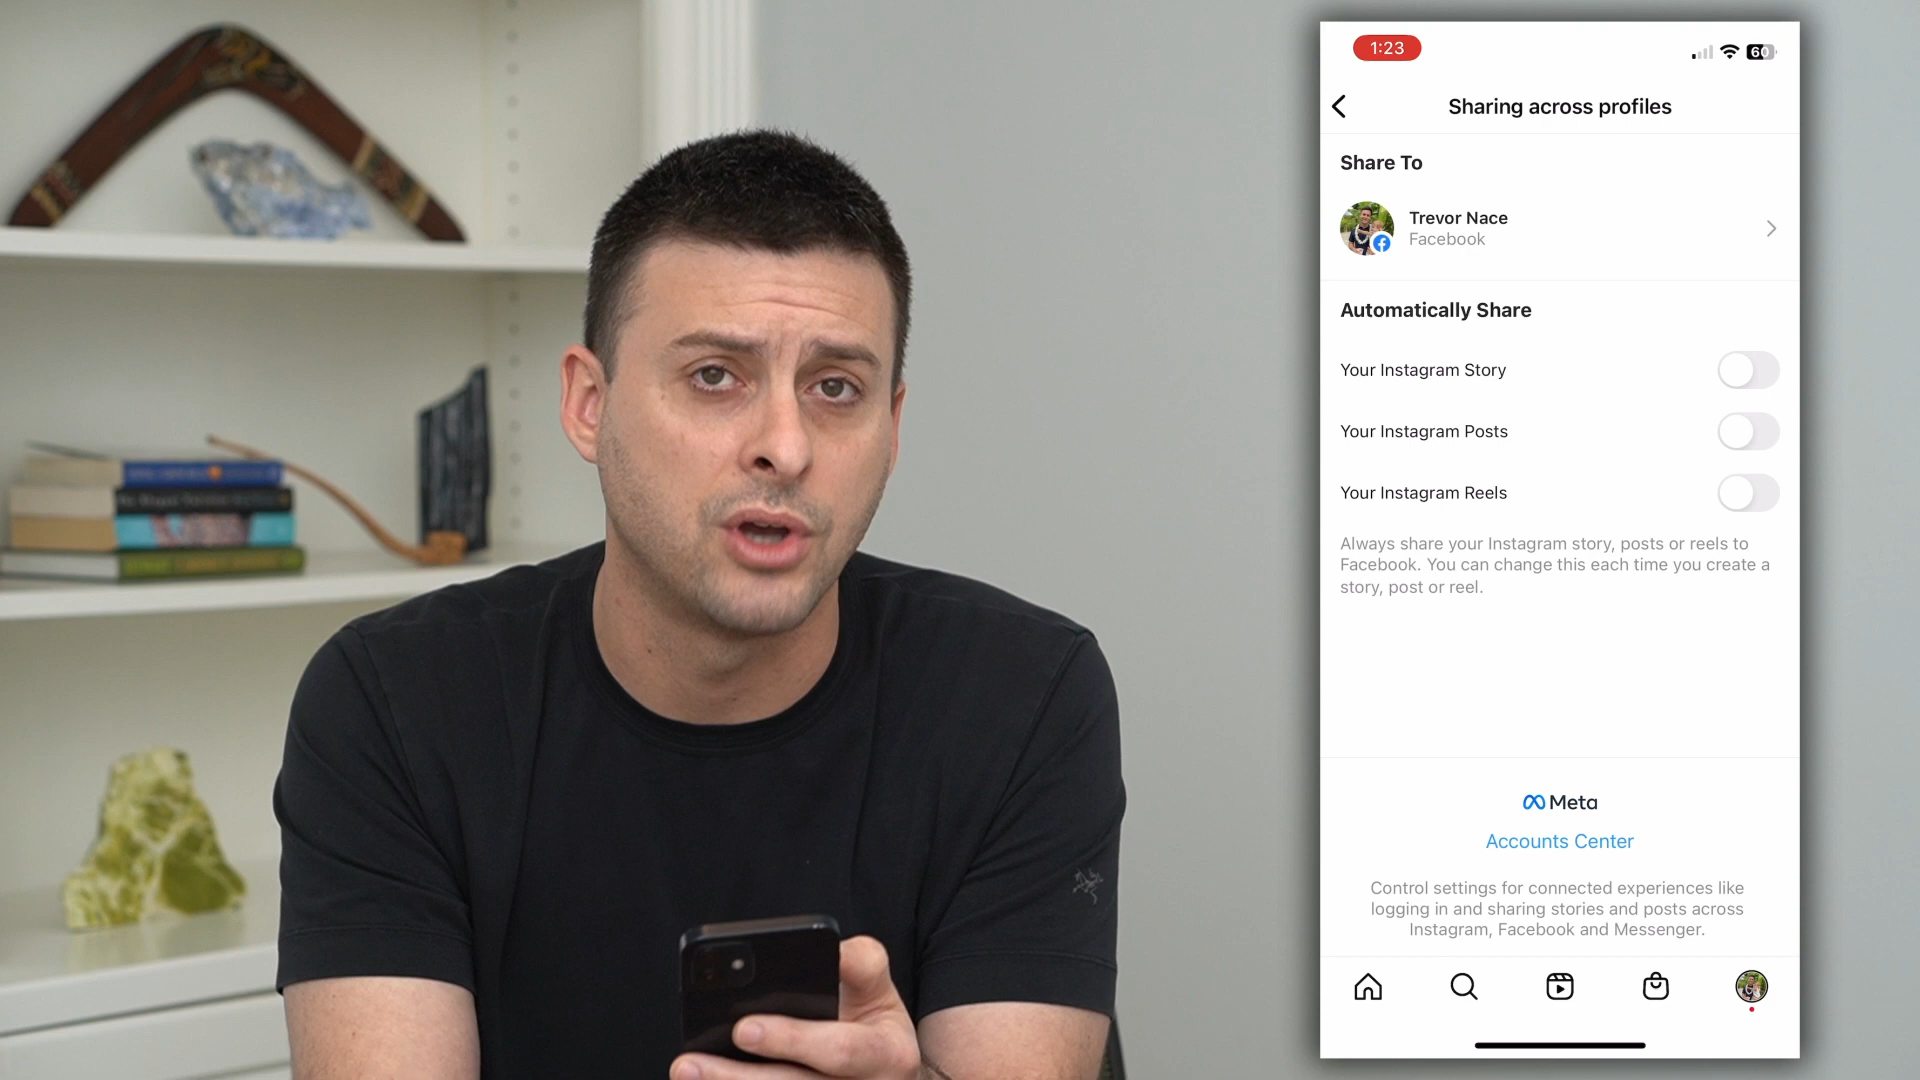 1:23
60
Sharing across profiles
Share To
Trevor Nace
Facebook
Automatically Share
Your Instagram Story
Your Instagram Posts
Your Instagram Reels
Always share your Instagram story, posts or reels to
Facebook. You can change this each time you create a
story, post or reel.
Meta
Accounts Center
Control settings for connected experiences like
logging in and sharing stories and posts across
Instagram, Facebook and Messenger.